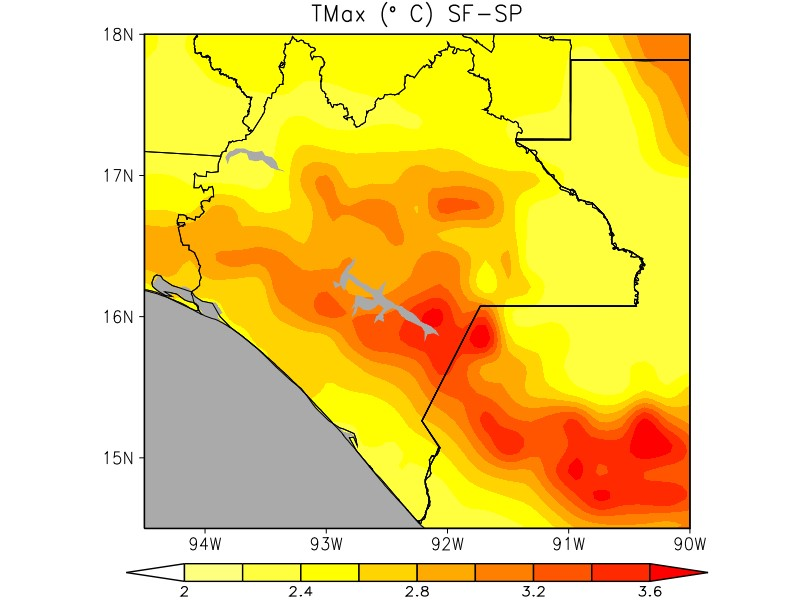 TMax (° C) SF-SP
18N
17N
16N
15N
94W 93W 92W 91W 90W
2 2.4 2.8 3.2 3.6